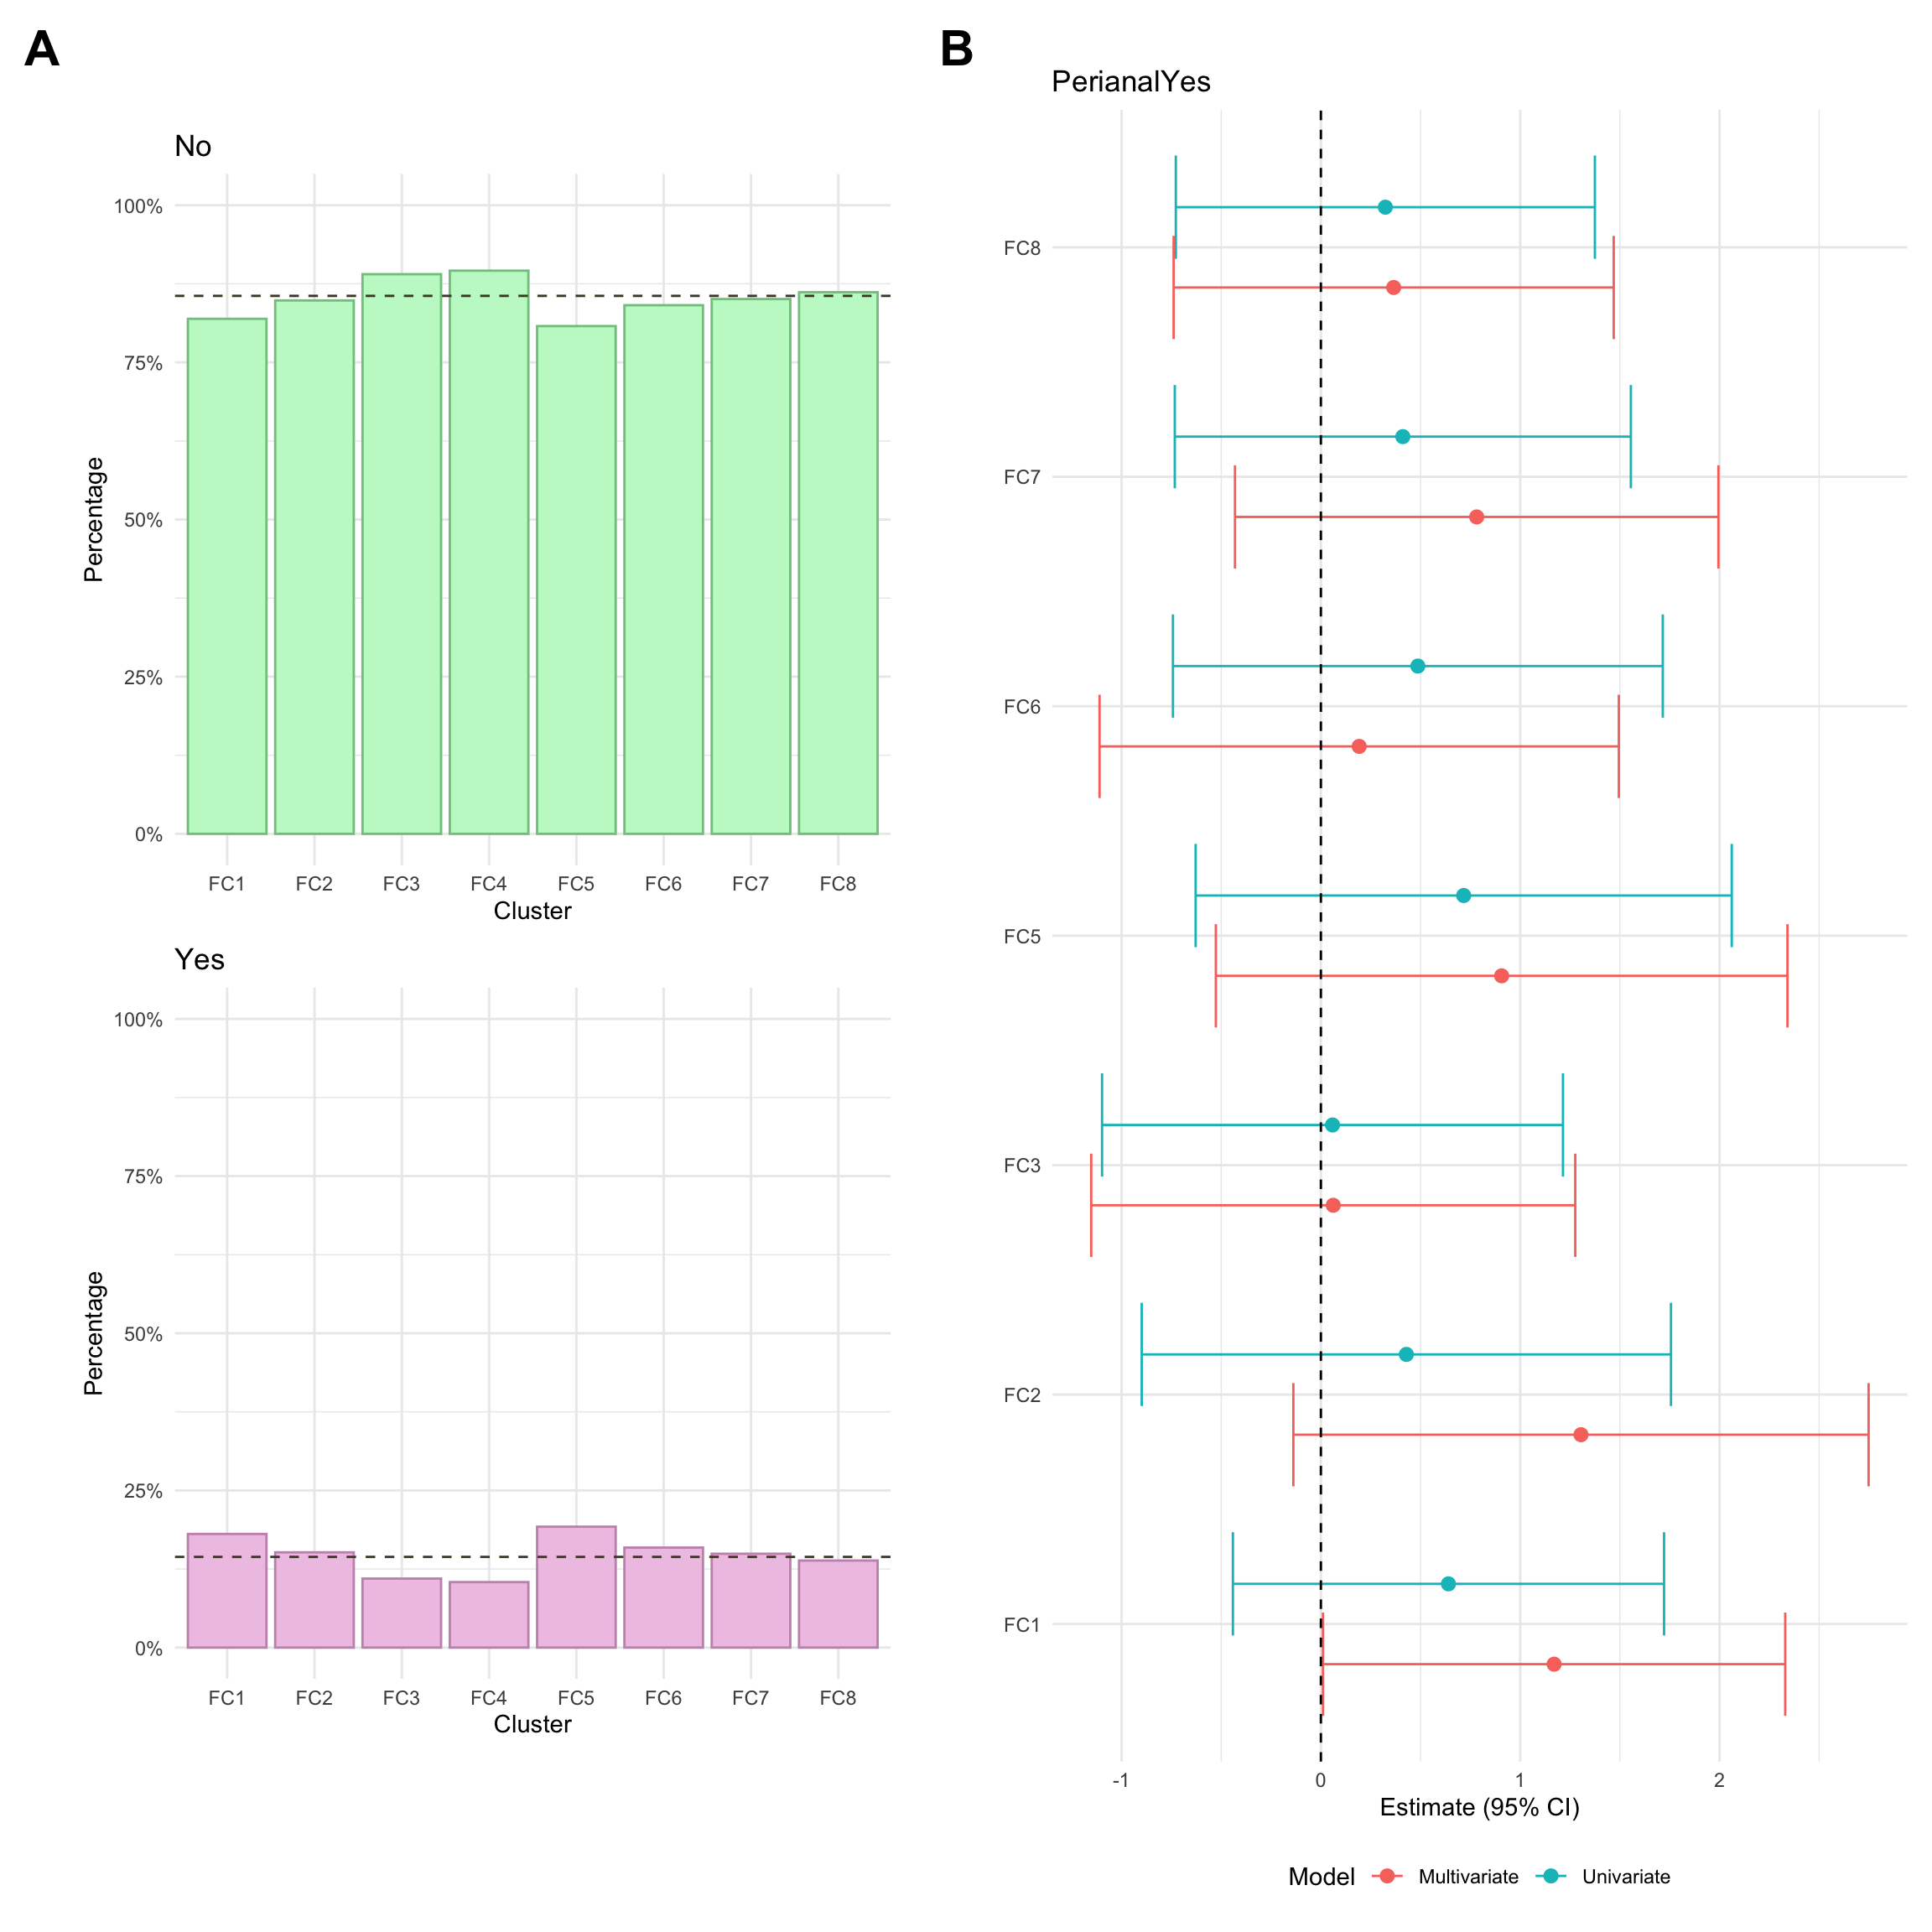 A
No
100%
75%
50%
25%
0%
Percentage
FC1 FC2 FC3 FC4 FC5 FC6 FC7 FC8
Cluster
Yes
100%
75%
50%
25%
0%
Percentage
FC1 FC2 FC3 FC4 FC5 FC6 FC7 FC8
Cluster
B
PerianalYes
FC8
FC7
FC6
FC5
FC3
FC2
FC1
-1 0 1 2
Estimate (95% CI)
Model Multivariate Univariate